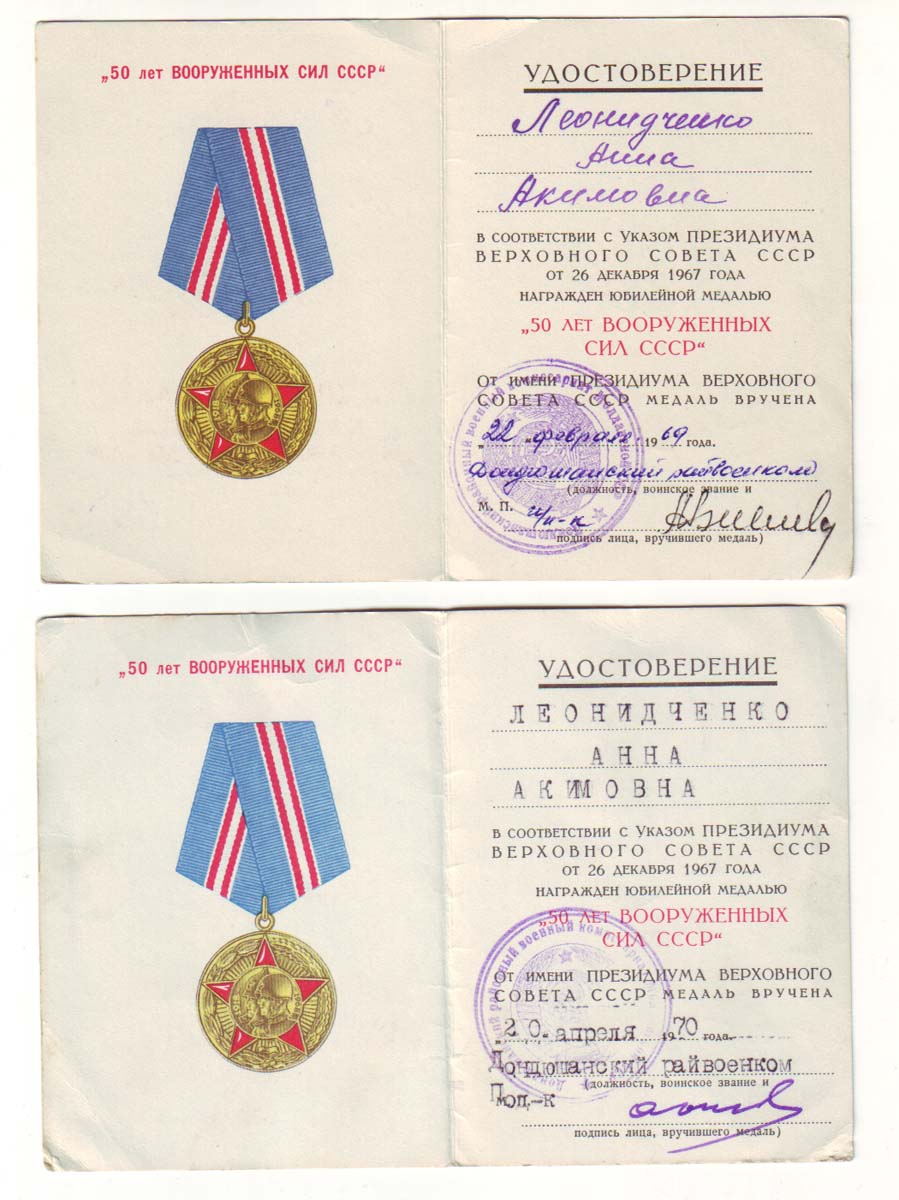 „50 лет ВООРУЖЕННЫХ СИЛ СССР“
УДОСТОВЕРЕНИЕ
Леонидченко
Анна
Акимовна
В СООТВЕТСТВИИ С УКАЗОМ ПРЕЗИДИУМА
ВЕРХОВНОГО СОВЕТА СССР
ОТ 26 ДЕКАБРЯ 1967 ГОДА
НАГРАЖДЕН ЮБИЛЕЙНОЙ МЕДАЛЬЮ
„50 ЛЕТ ВООРУЖЕННЫХ
СИЛ СССР“
ОТ ИМЕНИ ПРЕЗИДИУМА ВЕРХОВНОГО
СОВЕТА СССР МЕДАЛЬ ВРУЧЕНА
„22 „ февраля 1969 года.
Дондюшанский райвоенком
(должность, воинское звание и
М. П. п/п-к
подпись лица, вручившего медаль)
„50 лет ВООРУЖЕННЫХ СИЛ СССР“
УДОСТОВЕРЕНИЕ
ЛЕОНИДЧЕНКО
АННА
АКИМОВНА
В СООТВЕТСТВИИ С УКАЗОМ ПРЕЗИДИУМА
ВЕРХОВНОГО СОВЕТА СССР
ОТ 26 ДЕКАБРЯ 1967 ГОДА
НАГРАЖДЕН ЮБИЛЕЙНОЙ МЕДАЛЬЮ
„50 ЛЕТ ВООРУЖЕННЫХ
СИЛ СССР“
ОТ ИМЕНИ ПРЕЗИДИУМА ВЕРХОВНОГО
СОВЕТА СССР МЕДАЛЬ ВРУЧЕНА
„20„ апреля 1970 года.
Дондюшанский райвоенком
(должность, воинское звание и
М.П. П/п-к
подпись лица, вручившего медаль)